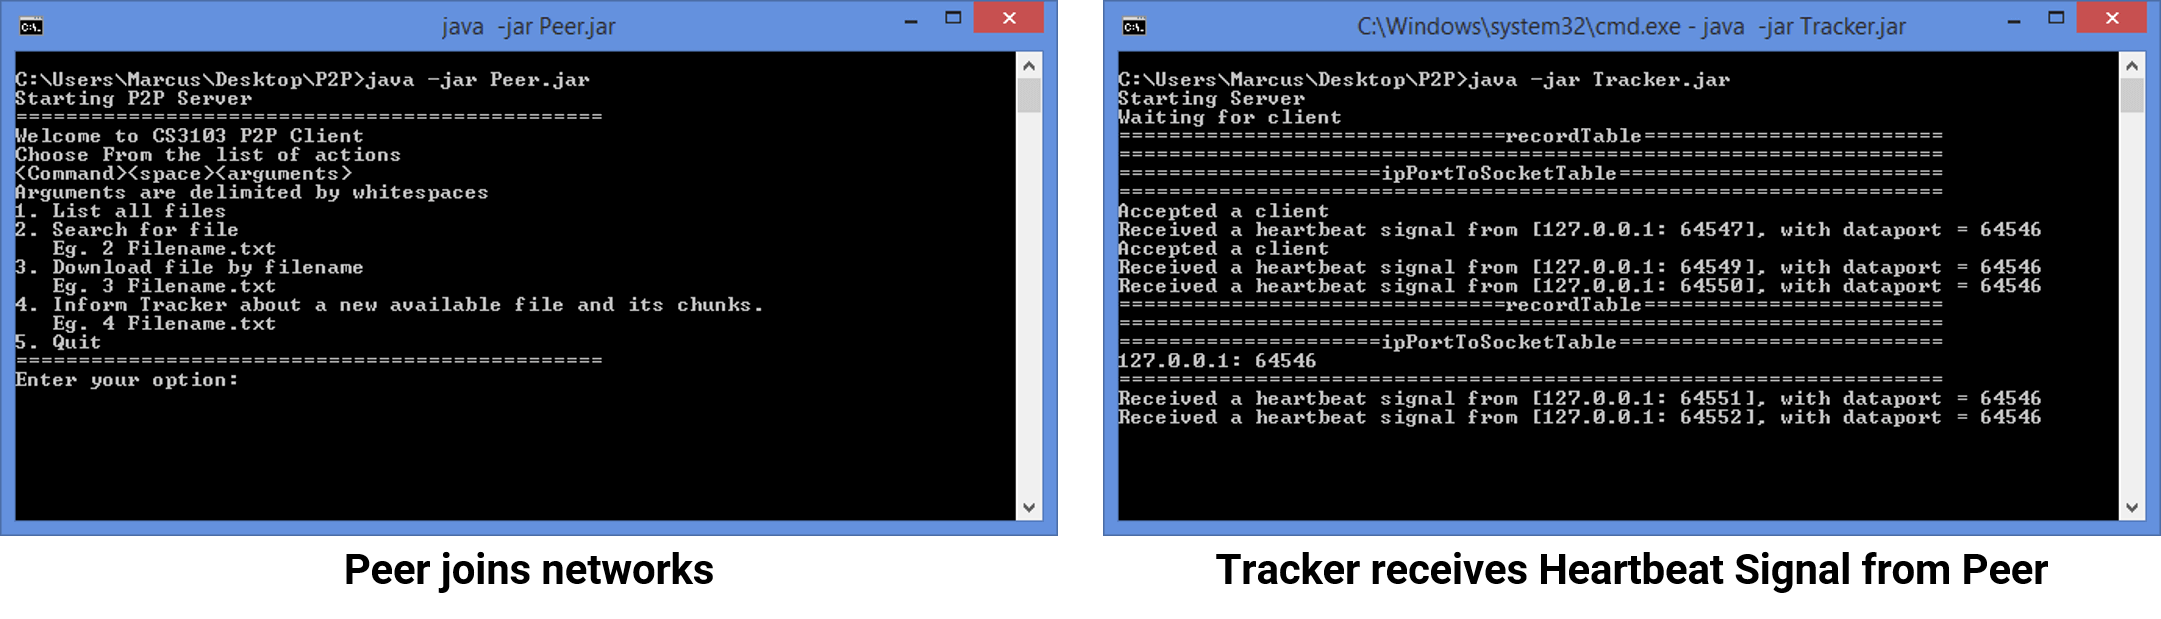 java  -jar Peer.jar
C:\Users\Marcus\Desktop\P2P>java -jar Peer.jar
Starting P2P Server
===============================================
Welcome to CS3103 P2P Client
Choose From the list of actions
<Command><space><arguments>
Arguments are delimited by whitespaces
1. List all files
2. Search for file
   Eg. 2 Filename.txt
3. Download file by filename
   Eg. 3 Filename.txt
4. Inform Tracker about a new available file and its chunks.
   Eg. 4 Filename.txt
5. Quit
===============================================
Enter your option:
Peer joins networks
C:\Windows\system32\cmd.exe - java  -jar Tracker.jar
C:\Users\Marcus\Desktop\P2P>java -jar Tracker.jar
Starting Server
Waiting for client
===============================recordTable========================
==================================================================
=====================ipPortToSocketTable==========================
==================================================================
Accepted a client
Received a heartbeat signal from [127.0.0.1: 64547], with dataport = 64546
Accepted a client
Received a heartbeat signal from [127.0.0.1: 64549], with dataport = 64546
Received a heartbeat signal from [127.0.0.1: 64550], with dataport = 64546
===============================recordTable========================
==================================================================
=====================ipPortToSocketTable==========================
127.0.0.1: 64546
==================================================================
Received a heartbeat signal from [127.0.0.1: 64551], with dataport = 64546
Received a heartbeat signal from [127.0.0.1: 64552], with dataport = 64546
Tracker receives Heartbeat Signal from Peer